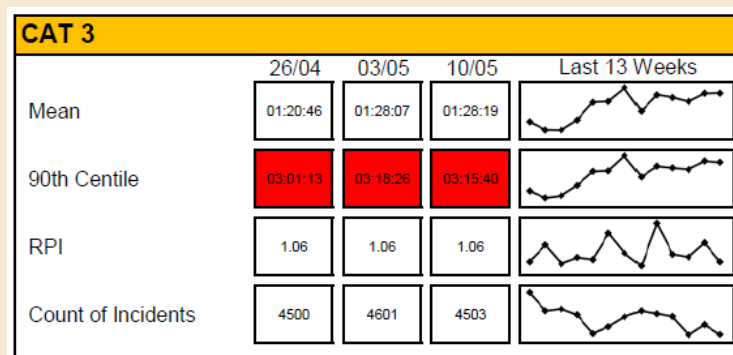 CAT 3
26/04 03/05 10/05 Last 13 Weeks
Mean 01:20:46 01:28:07 01:28:19
90th Centile 03:01:13 03:18:26 03:15:40
RPI 1.06 1.06 1.06
Count of Incidents 4500 4601 4503